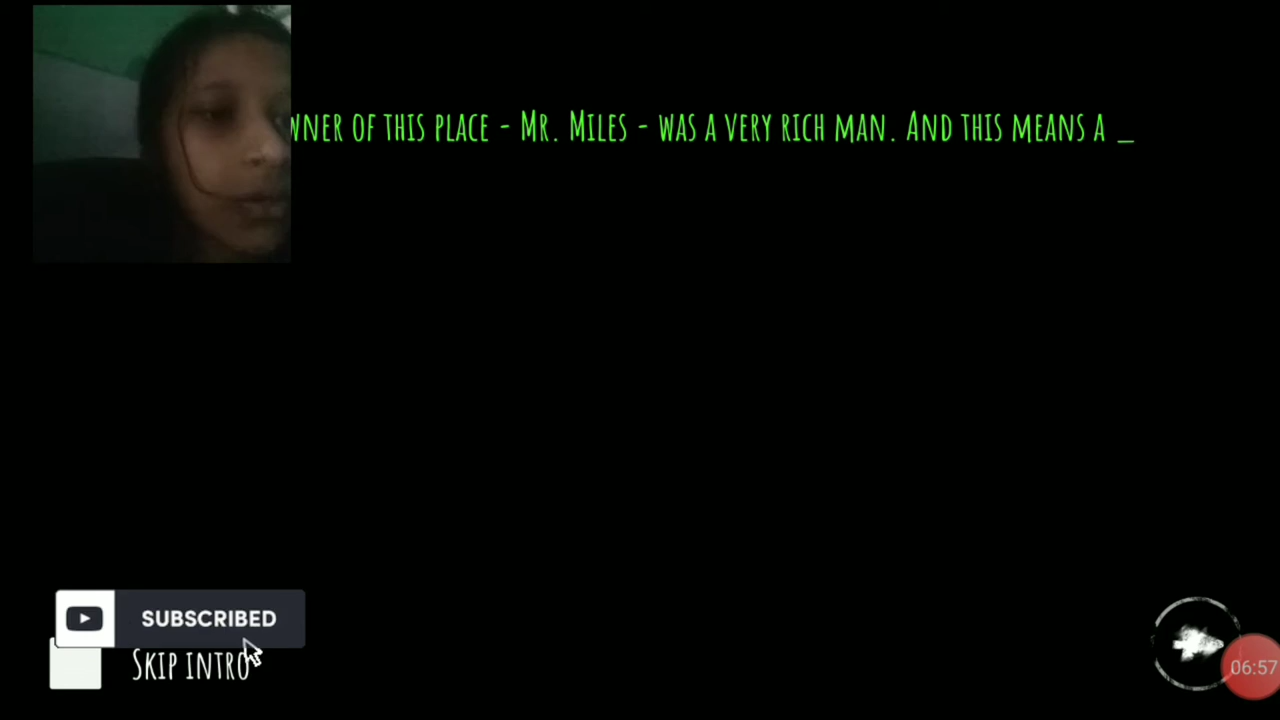 WNER OF THIS PLACE - MR. MILES - WAS A VERY RICH MAN. AND THIS MEANS A _
SUBSCRIBED
SKIP INTRO
06:57